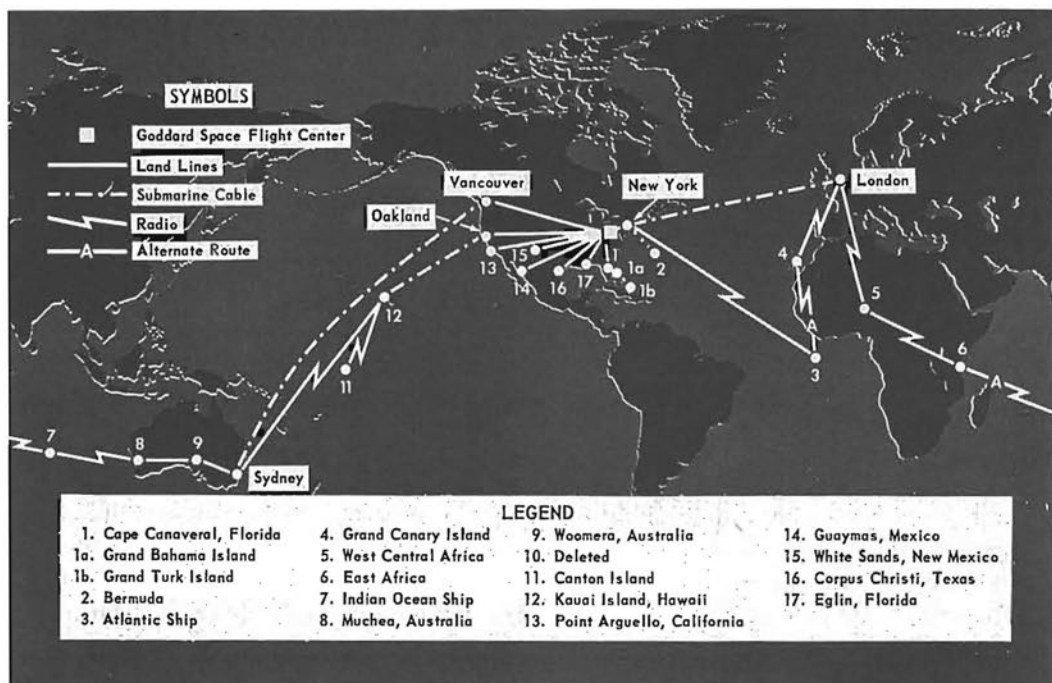 SYMBOLS
Goddard Space Flight Center
Land Lines
Submarine Cable
Radio
A
Alternate Route
Vancouver
New York
London
Oakland
13
15
14
16
17
1
1a
1b
2
12
11
4
A
5
3
6
A
7
8
9
Sydney
LEGEND
1. Cape Canaveral, Florida
1a. Grand Bahama Island
1b. Grand Turk Island
2. Bermuda
3. Atlantic Ship
4. Grand Canary Island
5. West Central Africa
6. East Africa
7. Indian Ocean Ship
8. Muchea, Australia
9. Woomera, Australia
10. Deleted
11. Canton Island
12. Kauai Island, Hawaii
13. Point Arguello, California
14. Guaymas, Mexico
15. White Sands, New Mexico
16. Corpus Christi, Texas
17. Eglin, Florida